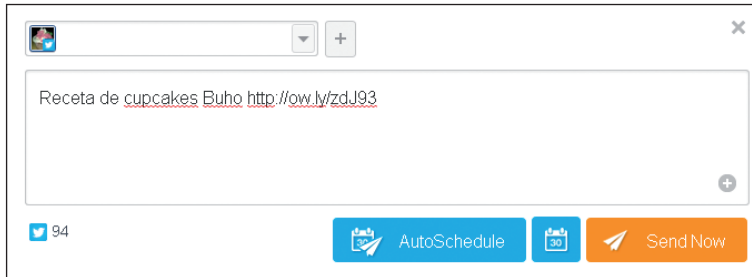 Receta de cupcakes Buho http://ow.ly/zdJ93
94
30 AutoSchedule
30
Send Now